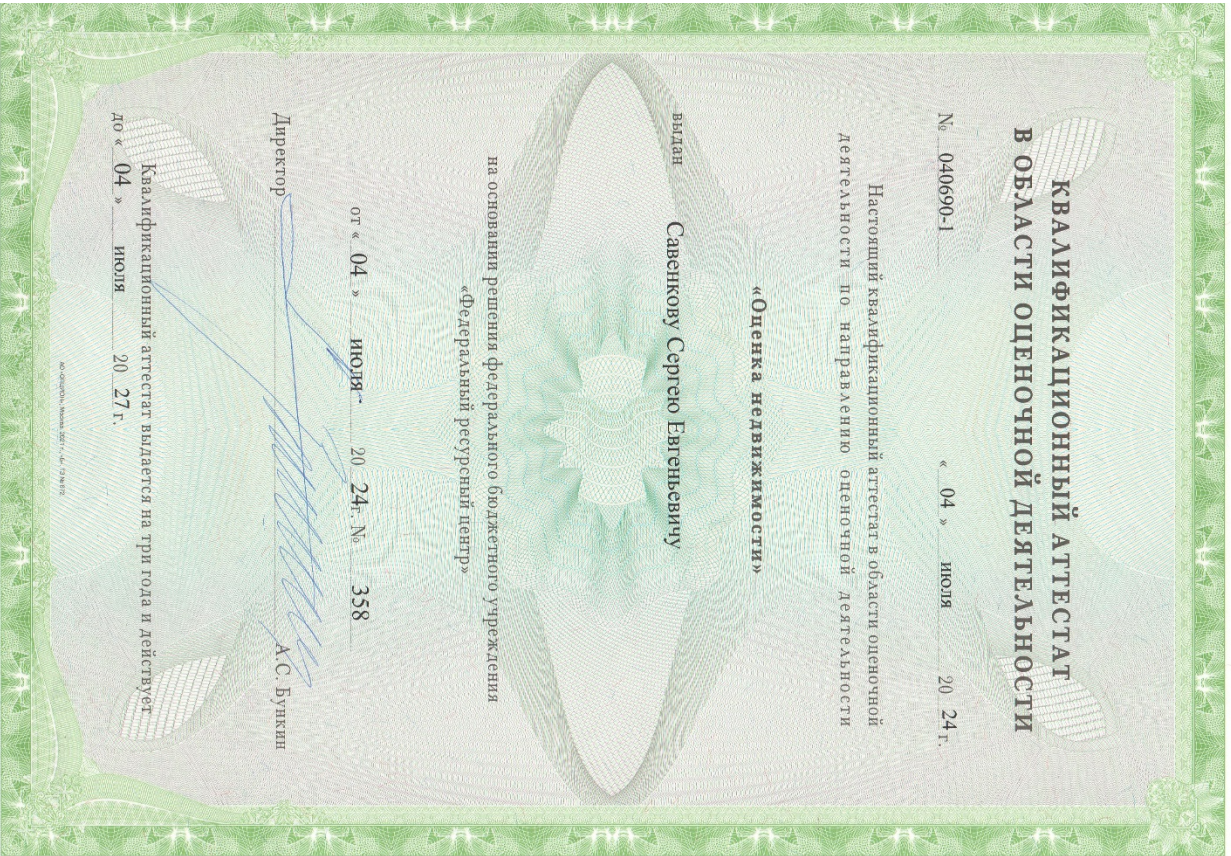 КВАЛИФИКАЦИОННЫЙ АТТЕСТАТ
В ОБЛАСТИ ОЦЕНОЧНОЙ ДЕЯТЕЛЬНОСТИ
№ 040690-1 « 04 » июля 20 24 г.
Настоящий квалификационный аттестат в области оценочной
деятельности по направлению оценочной деятельности
«Оценка недвижимости»
выдан Савенкову Сергею Евгеньевичу
на основании решения федерального бюджетного учреждения
«Федеральный ресурсный центр»
от « 04 » июля 20 24г. № 358
Директор А.С. Бункин
Квалификационный аттестат выдается на три года и действует
до « 04 » июля 20 27 г.